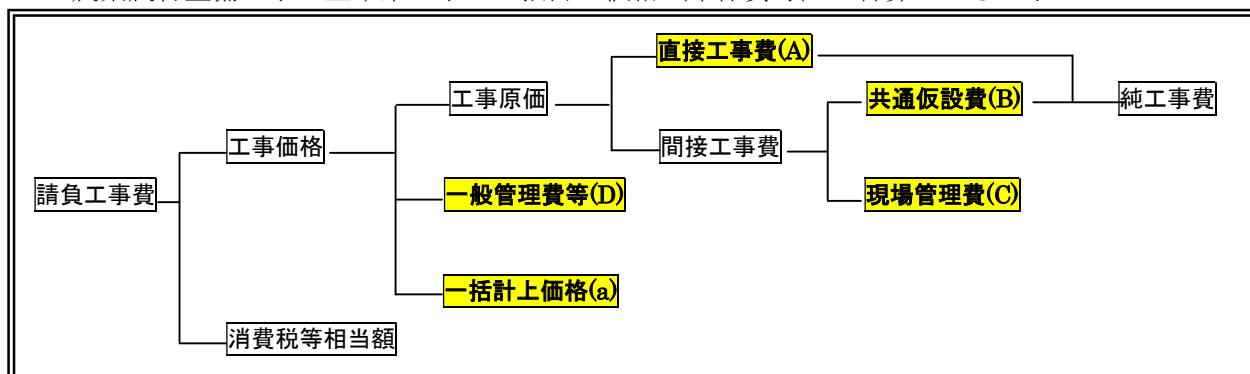 直接工事費(A)
工事原価
共通仮設費(B)
純工事費
工事価格
間接工事費
請負工事費
一般管理費等(D)
現場管理費(C)
一括計上価格(a)
消費税等相当額